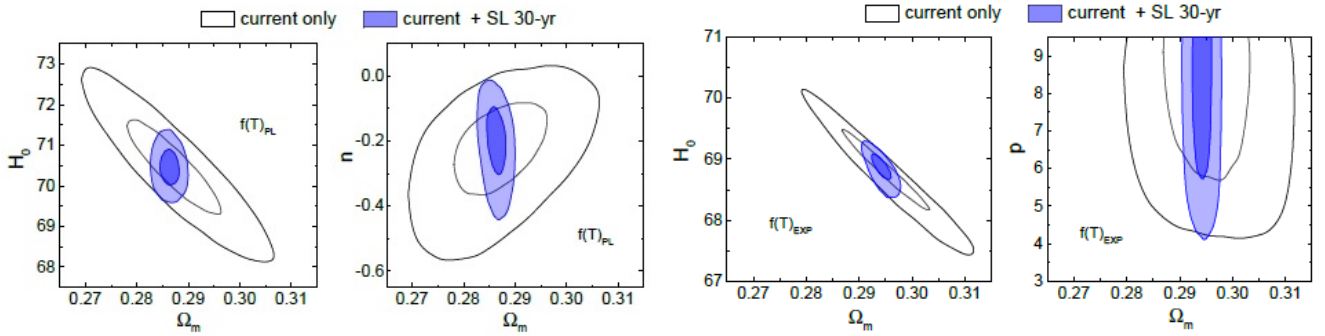 current only current + SL 30-yr
73
72
71
70
69
68
H₀
f(T)PL
0.27 0.28 0.29 0.30 0.31
Ωm
0.0
-0.2
-0.4
-0.6
n
f(T)PL
0.27 0.28 0.29 0.30 0.31
Ωm
current only current + SL 30-yr
71
70
69
68
67
H₀
f(T)EXP
0.27 0.28 0.29 0.30 0.31
Ωm
9
8
7
6
5
4
3
p
f(T)EXP
0.27 0.28 0.29 0.30 0.31
Ωm